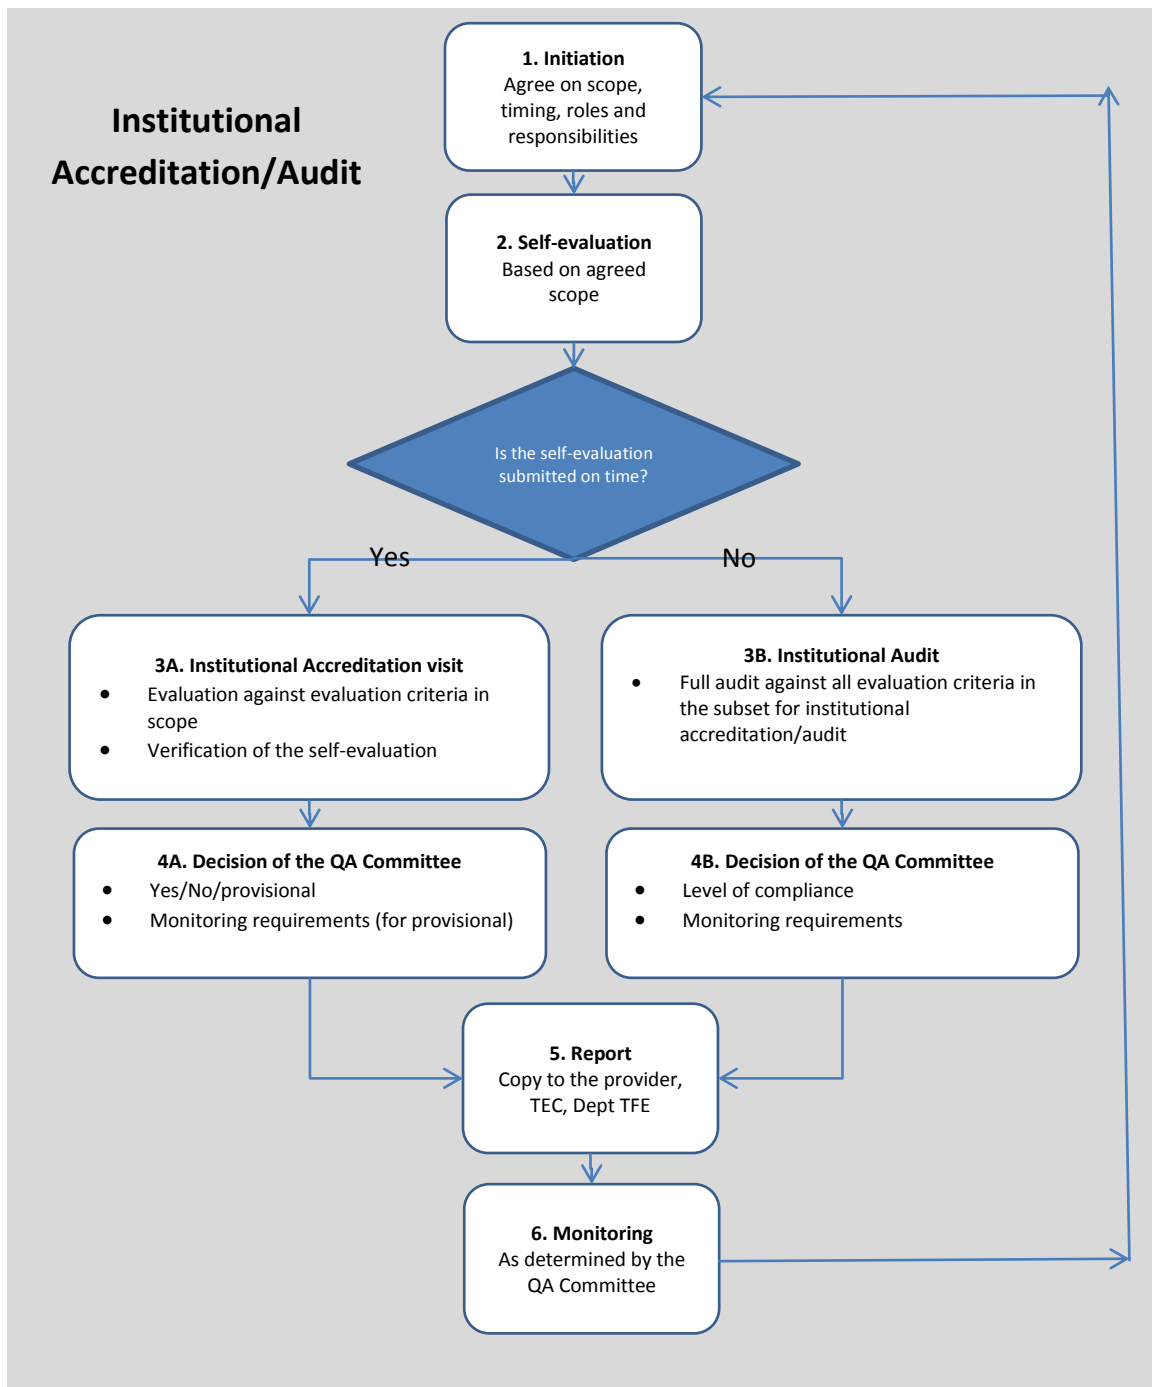 Institutional
Accreditation/Audit
1. Initiation
Agree on scope,
timing, roles and
responsibilities
2. Self-evaluation
Based on agreed
scope
Is the self-evaluation
submitted on time?
Yes
No
3A. Institutional Accreditation visit
• Evaluation against evaluation criteria in
scope
• Verification of the self-evaluation
3B. Institutional Audit
• Full audit against all evaluation criteria in
the subset for institutional
accreditation/audit
4A. Decision of the QA Committee
• Yes/No/provisional
• Monitoring requirements (for provisional)
4B. Decision of the QA Committee
• Level of compliance
• Monitoring requirements
5. Report
Copy to the provider,
TEC, Dept TFE
6. Monitoring
As determined by the
QA Committee